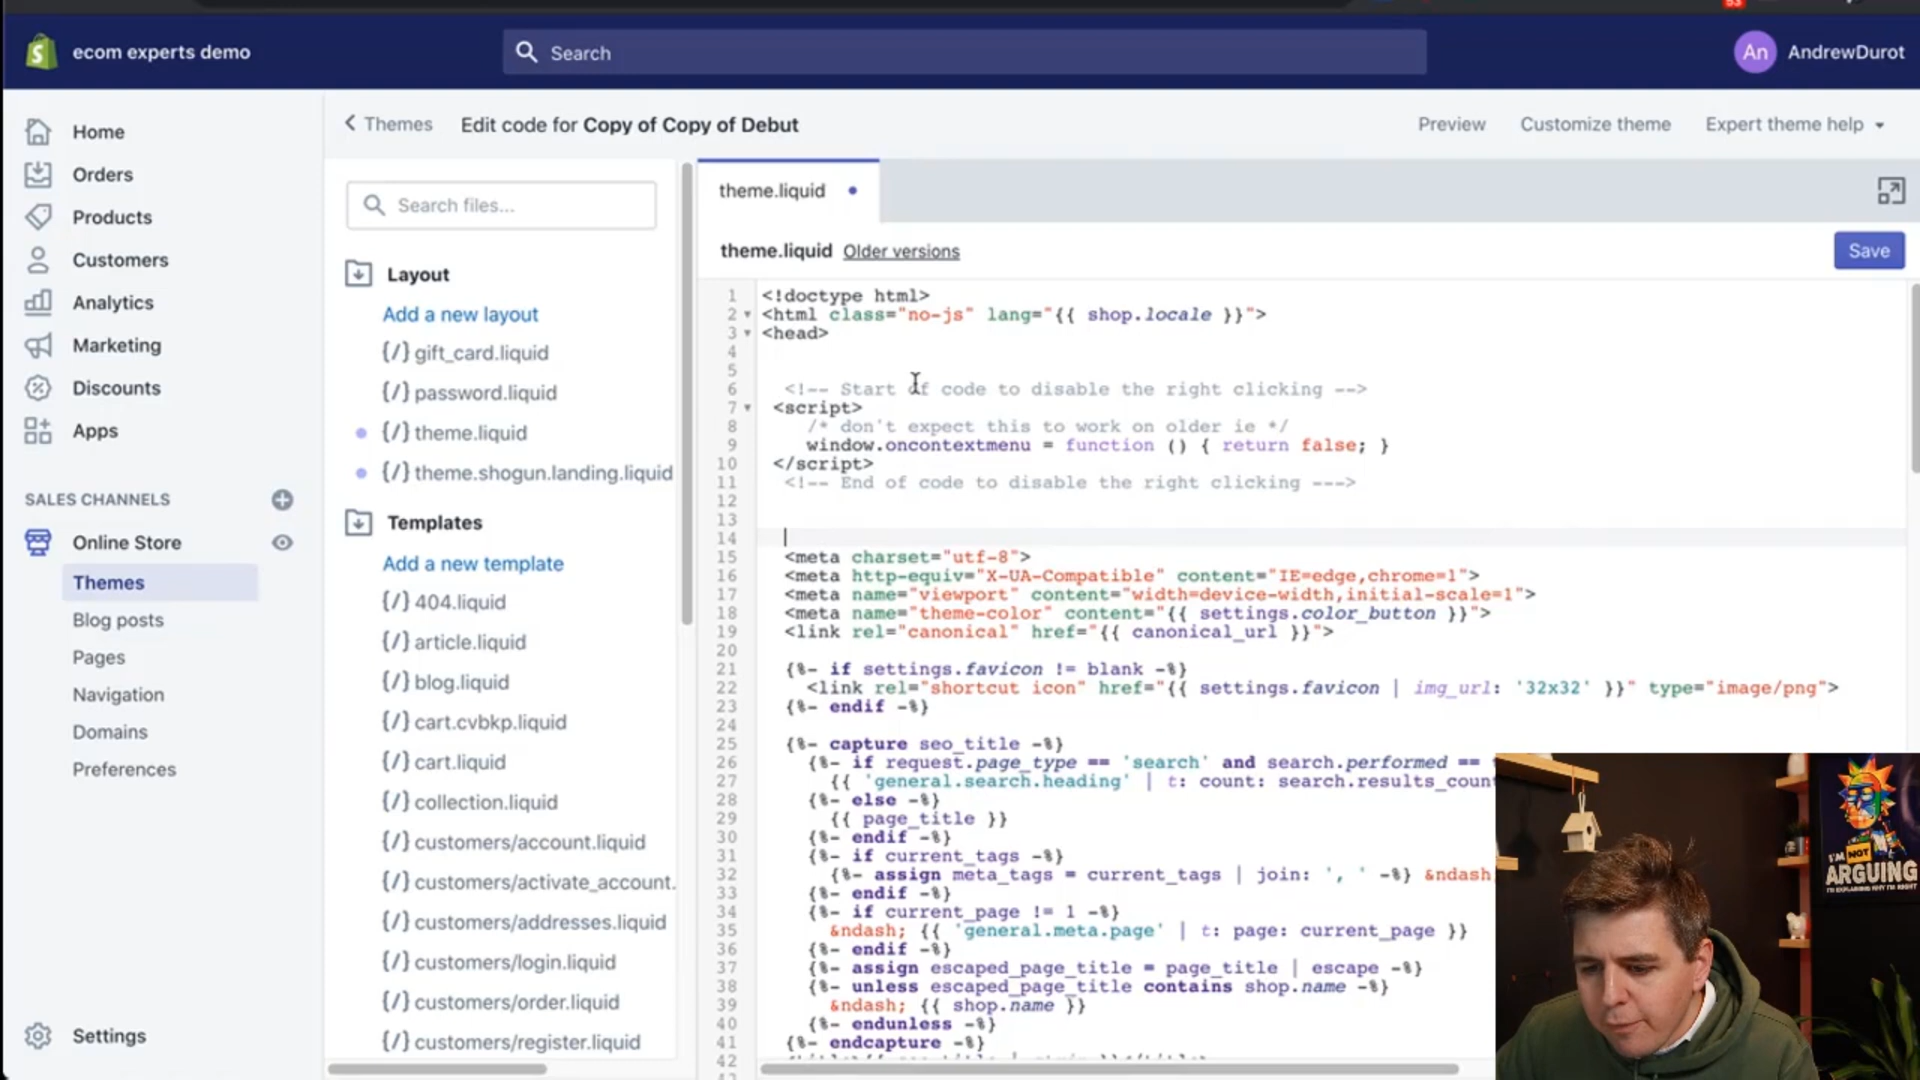 53
ecom experts demo
Search
An
AndrewDurot
Home
Orders
Products
Customers
Analytics
Marketing
Discounts
Apps
SALES CHANNELS
Online Store
Themes
Blog posts
Pages
Navigation
Domains
Preferences
Settings
Themes
Edit code for Copy of Copy of Debut
Preview
Customize theme
Expert theme help
Search files...
Layout
Add a new layout
{/} gift_card.liquid
{/} password.liquid
{/} theme.liquid
{/} theme.shogun.landing.liquid
Templates
Add a new template
{/} 404.liquid
{/} article.liquid
{/} blog.liquid
{/} cart.cvbkp.liquid
{/} cart.liquid
{/} collection.liquid
{/} customers/account.liquid
{/} customers/activate_account.
{/} customers/addresses.liquid
{/} customers/login.liquid
{/} customers/order.liquid
{/} customers/register.liquid
theme.liquid
theme.liquid Older versions
Save
1 <!doctype html>
2 <html class="no-js" lang="{{ shop.locale }}">
3 <head>
4
5
6 <!-- Start of code to disable the right clicking -->
7 <script>
8 /* don't expect this to work on older ie */
9 window.oncontextmenu = function () { return false; }
10 </script>
11 <!-- End of code to disable the right clicking --->
12
13
14
15 <meta charset="utf-8">
16 <meta http-equiv="X-UA-Compatible" content="IE=edge,chrome=1">
17 <meta name="viewport" content="width=device-width,initial-scale=1">
18 <meta name="theme-color" content="{{ settings.color_button }}">
19 <link rel="canonical" href="{{ canonical_url }}">
20
21 {%- if settings.favicon != blank -%}
22 <link rel="shortcut icon" href="{{ settings.favicon | img_url: '32x32' }}" type="image/png">
23 {%- endif -%}
24
25 {%- capture seo_title -%}
26 {%- if request.page_type == 'search' and search.performed ==
27 {{ 'general.search.heading' | t: count: search.results_count
28 {%- else -%}
29 {{ page_title }}
30 {%- endif -%}
31 {%- if current_tags -%}
32 {%- assign meta_tags = current_tags | join: ', ' -%} &ndash
33 {%- endif -%}
34 {%- if current_page != 1 -%}
35 &ndash; {{ 'general.meta.page' | t: page: current_page }}
36 {%- endif -%}
37 {%- assign escaped_page_title = page_title | escape -%}
38 {%- unless escaped_page_title contains shop.name -%}
39 &ndash; {{ shop.name }}
40 {%- endunless -%}
41 {%- endcapture -%}
42
I'M NOT
ARGUING
I'M EXPLAINING WHY I'M RIGHT